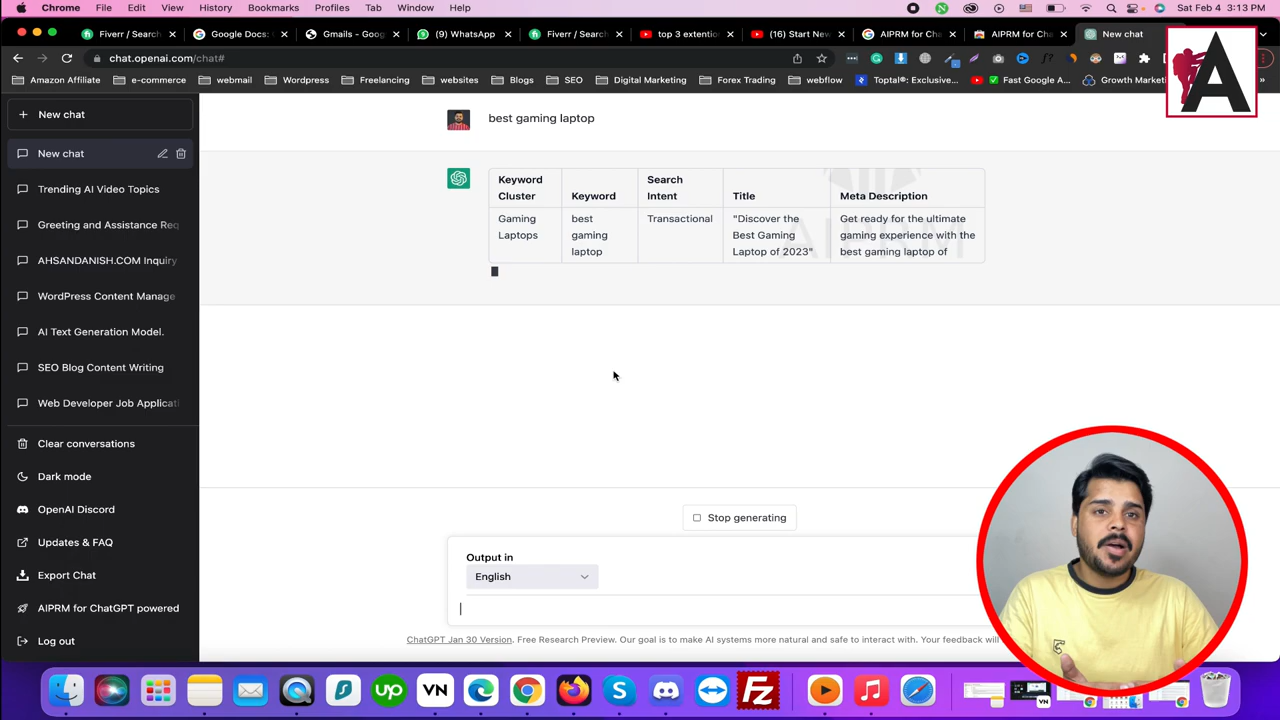 Chrome File Edit View History Bookmarks Profiles Tab Window Help
Sat Feb 4 3:13 PM
Fiverr / Search
Google Docs:
Gmails - Goog
(9) WhatsApp
Fiverr / Search
top 3 extention
(16) Start New
AIPRM for Ch
AIPRM for Ch
New chat
chat.openai.com/chat#
Amazon Affiliate
e-commerce
webmail
Wordpress
Freelancing
websites
Blogs
SEO
Digital Marketing
Forex Trading
webflow
Toptal®: Exclusive...
Fast Google A...
Growth Market
A
New chat
New chat
Trending AI Video Topics
Greeting and Assistance Req
AHSANDANISH.COM Inquiry
WordPress Content Manage
AI Text Generation Model.
SEO Blog Content Writing
Web Developer Job Applicati
Clear conversations
Dark mode
OpenAI Discord
Updates & FAQ
Export Chat
AIPRM for ChatGPT powered
Log out
best gaming laptop
Keyword Cluster
Keyword
Search Intent
Title
Meta Description
Gaming Laptops
best gaming laptop
Transactional
"Discover the Best Gaming Laptop of 2023"
Get ready for the ultimate gaming experience with the best gaming laptop of
AIPRM
Stop generating
Output in
English
ChatGPT Jan 30 Version. Free Research Preview. Our goal is to make AI systems more natural and safe to interact with. Your feedback will
up
VN
S
Fz
VN